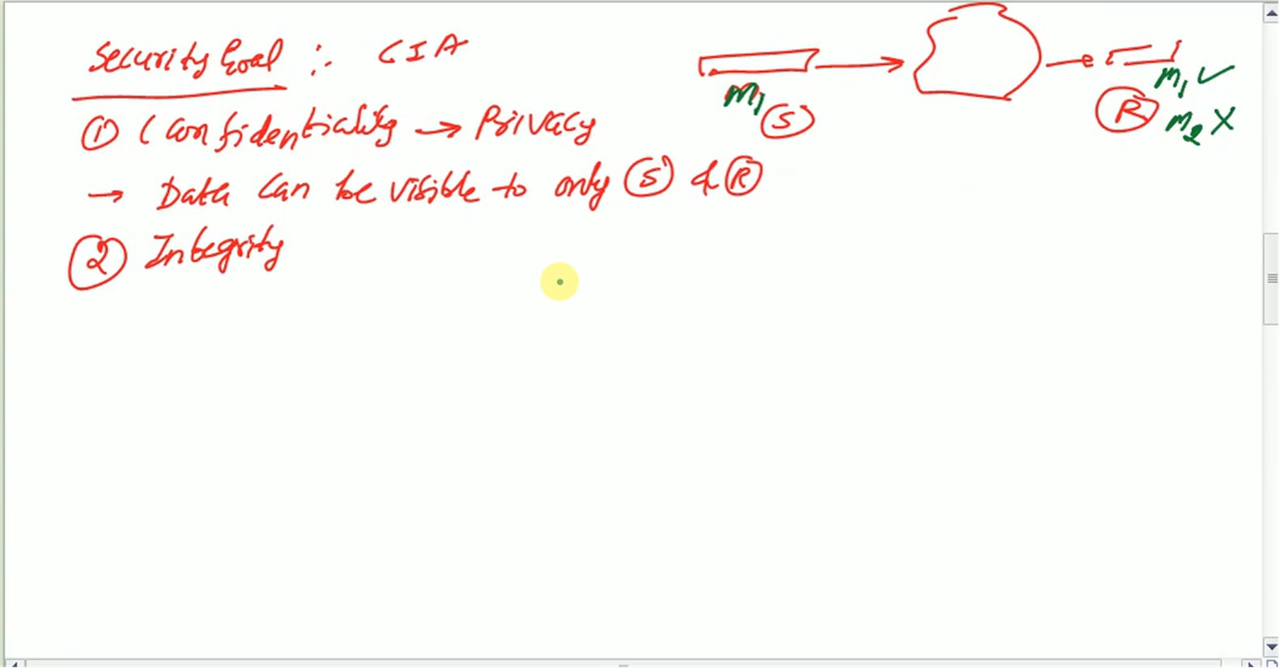 Security Goal : CIA
① Confidentiality → Privacy
→ Data can be visible to only Ⓢ & Ⓡ
② Integrity
m1
Ⓢ
m1 ✓
Ⓡ m2 X